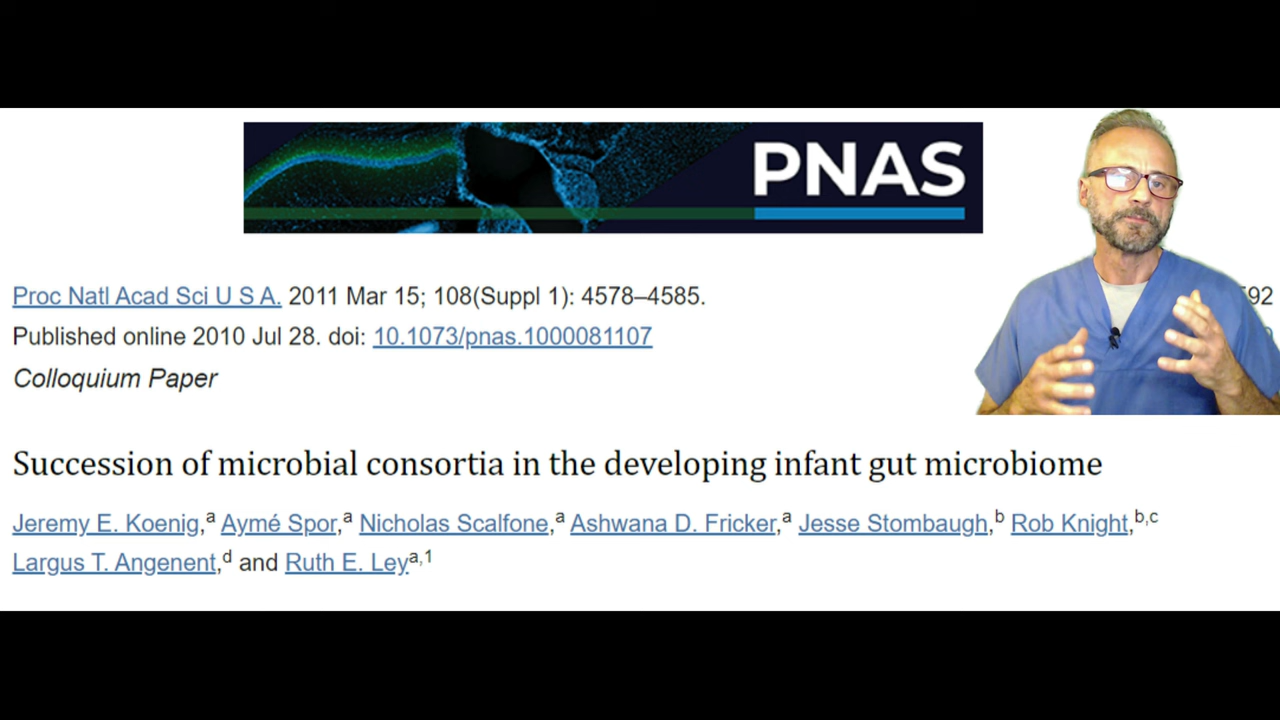 PNAS
Proc Natl Acad Sci U S A. 2011 Mar 15; 108(Suppl 1): 4578–4585.
592
Published online 2010 Jul 28. doi: 10.1073/pnas.1000081107
Colloquium Paper
Succession of microbial consortia in the developing infant gut microbiome
Jeremy E. Koenig,a Aymé Spor,a Nicholas Scalfone,a Ashwana D. Fricker,a Jesse Stombaugh,b Rob Knight,b,c
Largus T. Angenent,d and Ruth E. Leya,1